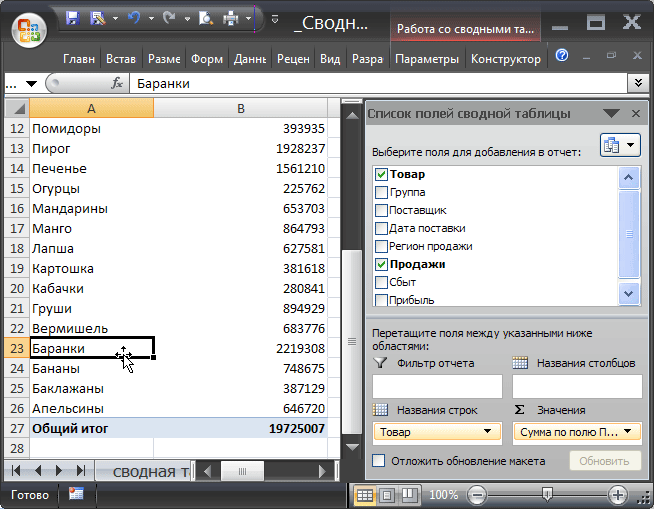 _Сводн...
Работа со сводными та...
Главн Встав Разме Форм Даннь Рецен Вид Разра Параметры Конструктор
... fx Баранки
A B
12 Помидоры 393935
13 Пирог 1928237
14 Печенье 1561210
15 Огурцы 225762
16 Мандарины 653703
17 Манго 864793
18 Лапша 627581
19 Картошка 381618
20 Кабачки 280841
21 Груши 894929
22 Вермишель 683776
23 Баранки 2219308
24 Бананы 748675
25 Баклажаны 387129
26 Апельсины 646720
27 Общий итог 19725007
28
сводная та
Готово
100%
Список полей сводной таблицы
Выберите поля для добавления в отчет:
Товар
Группа
Поставщик
Дата поставки
Регион продажи
Продажи
Сбыт
Прибыль
Перетащите поля между указанными ниже
областями:
Фильтр отчета
Названия столбцов
Названия строк
Σ Значения
Товар
Сумма по полю П...
Отложить обновление макета
Обновить